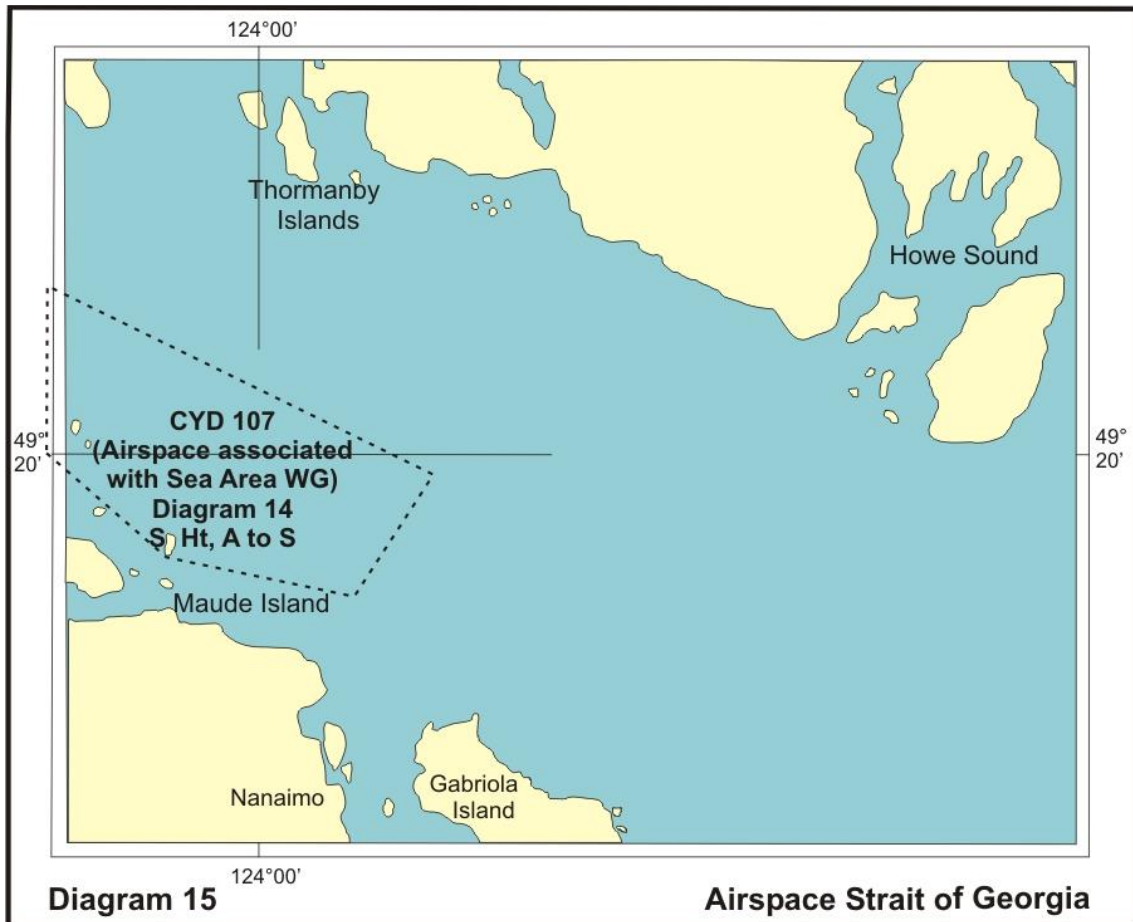 124°00'
Thormanby
Islands
Howe Sound
CYD 107
(Airspace associated
with Sea Area WG)
Diagram 14
S, Ht, A to S
49°
20'
49°
20'
Maude Island
Nanaimo
Gabriola
Island
124°00'
Diagram 15
Airspace Strait of Georgia